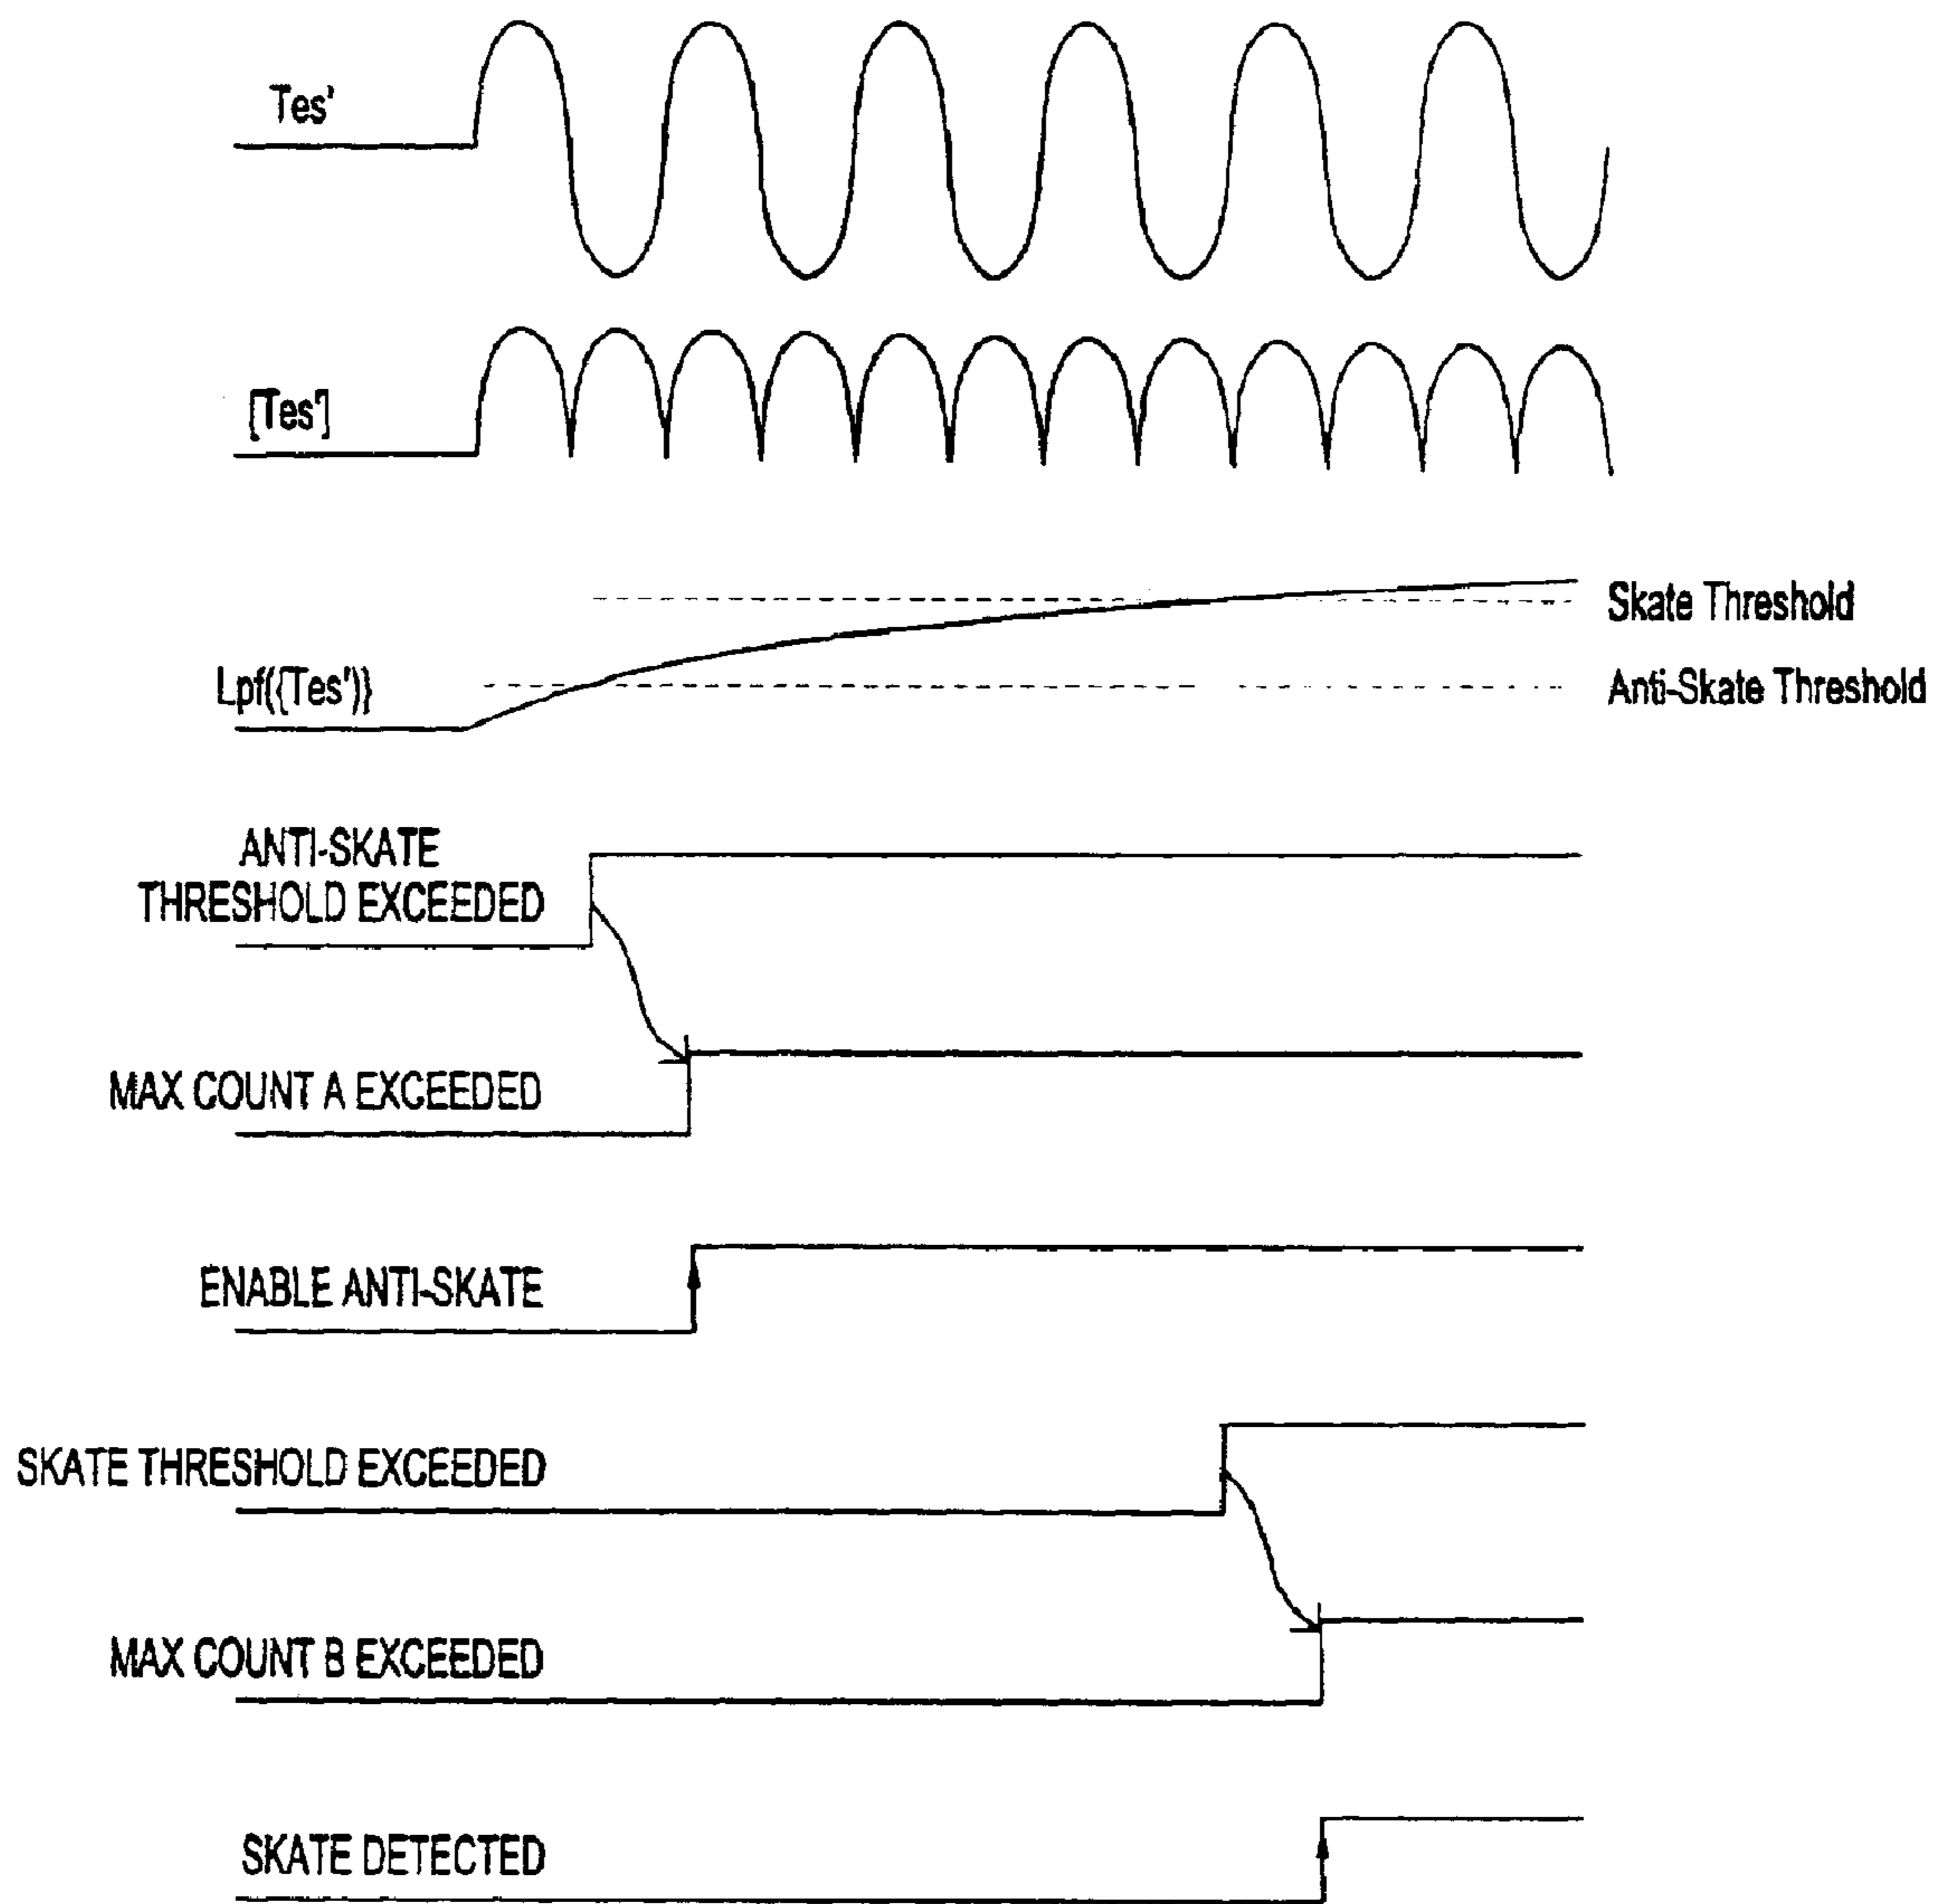 Tes'
[Tes']
Skate Threshold
Lpf({Tes'))
Anti-Skate Threshold
ANTI-SKATE
THRESHOLD EXCEEDED
MAX COUNT A EXCEEDED
ENABLE ANTI-SKATE
SKATE THRESHOLD EXCEEDED
MAX COUNT B EXCEEDED
SKATE DETECTED